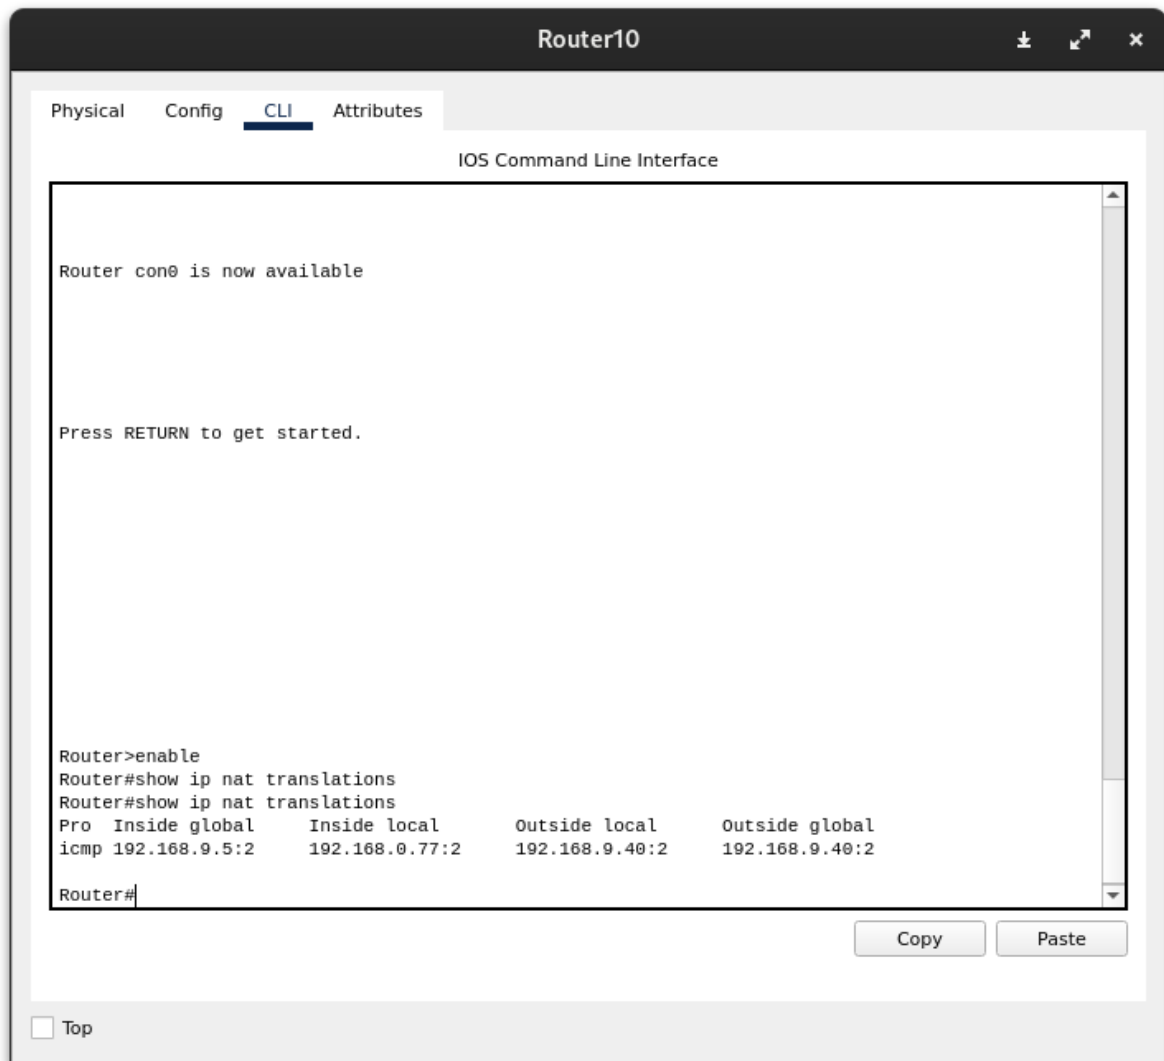 Router10
Physical Config CLI Attributes
IOS Command Line Interface
Router con0 is now available
Press RETURN to get started.
Router>enable
Router#show ip nat translations
Router#show ip nat translations
Pro  Inside global     Inside local       Outside local      Outside global
icmp 192.168.9.5:2     192.168.0.77:2     192.168.9.40:2     192.168.9.40:2
Router#
Copy Paste
Top